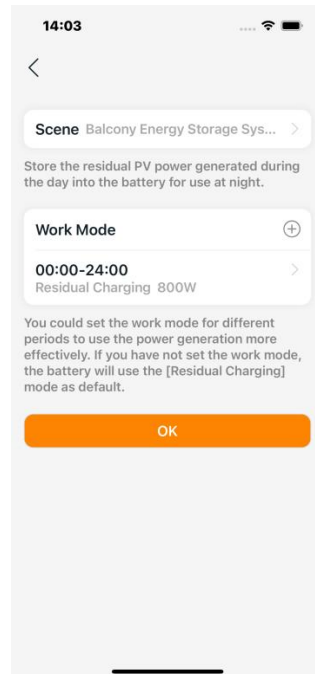 14:03
Scene Balcony Energy Storage Sys...
Store the residual PV power generated during
the day into the battery for use at night.
Work Mode
00:00-24:00
Residual Charging 800W
You could set the work mode for different
periods to use the power generation more
effectively. If you have not set the work mode,
the battery will use the [Residual Charging]
mode as default.
OK